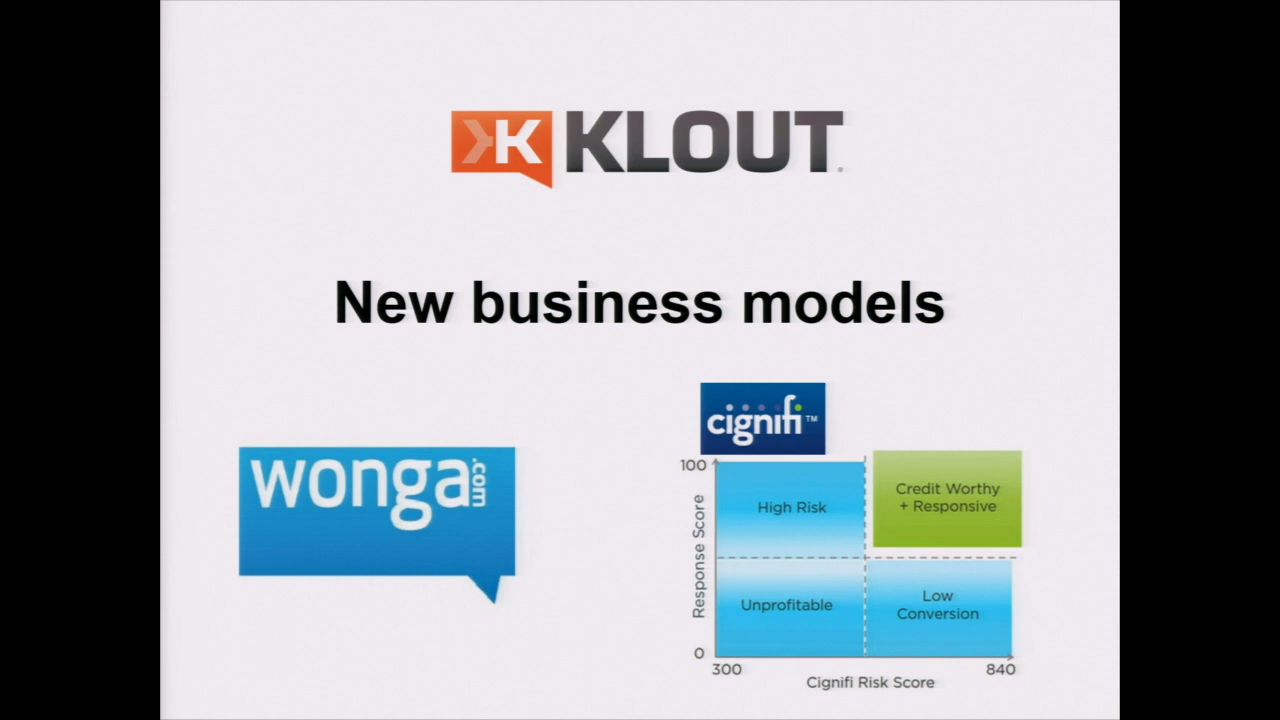 K KLOUT
New business models
cignifi™
wonga.com
100
High Risk
Credit Worthy
+ Responsive
Response Score
Unprofitable
Low
Conversion
0
300
840
Cignifi Risk Score